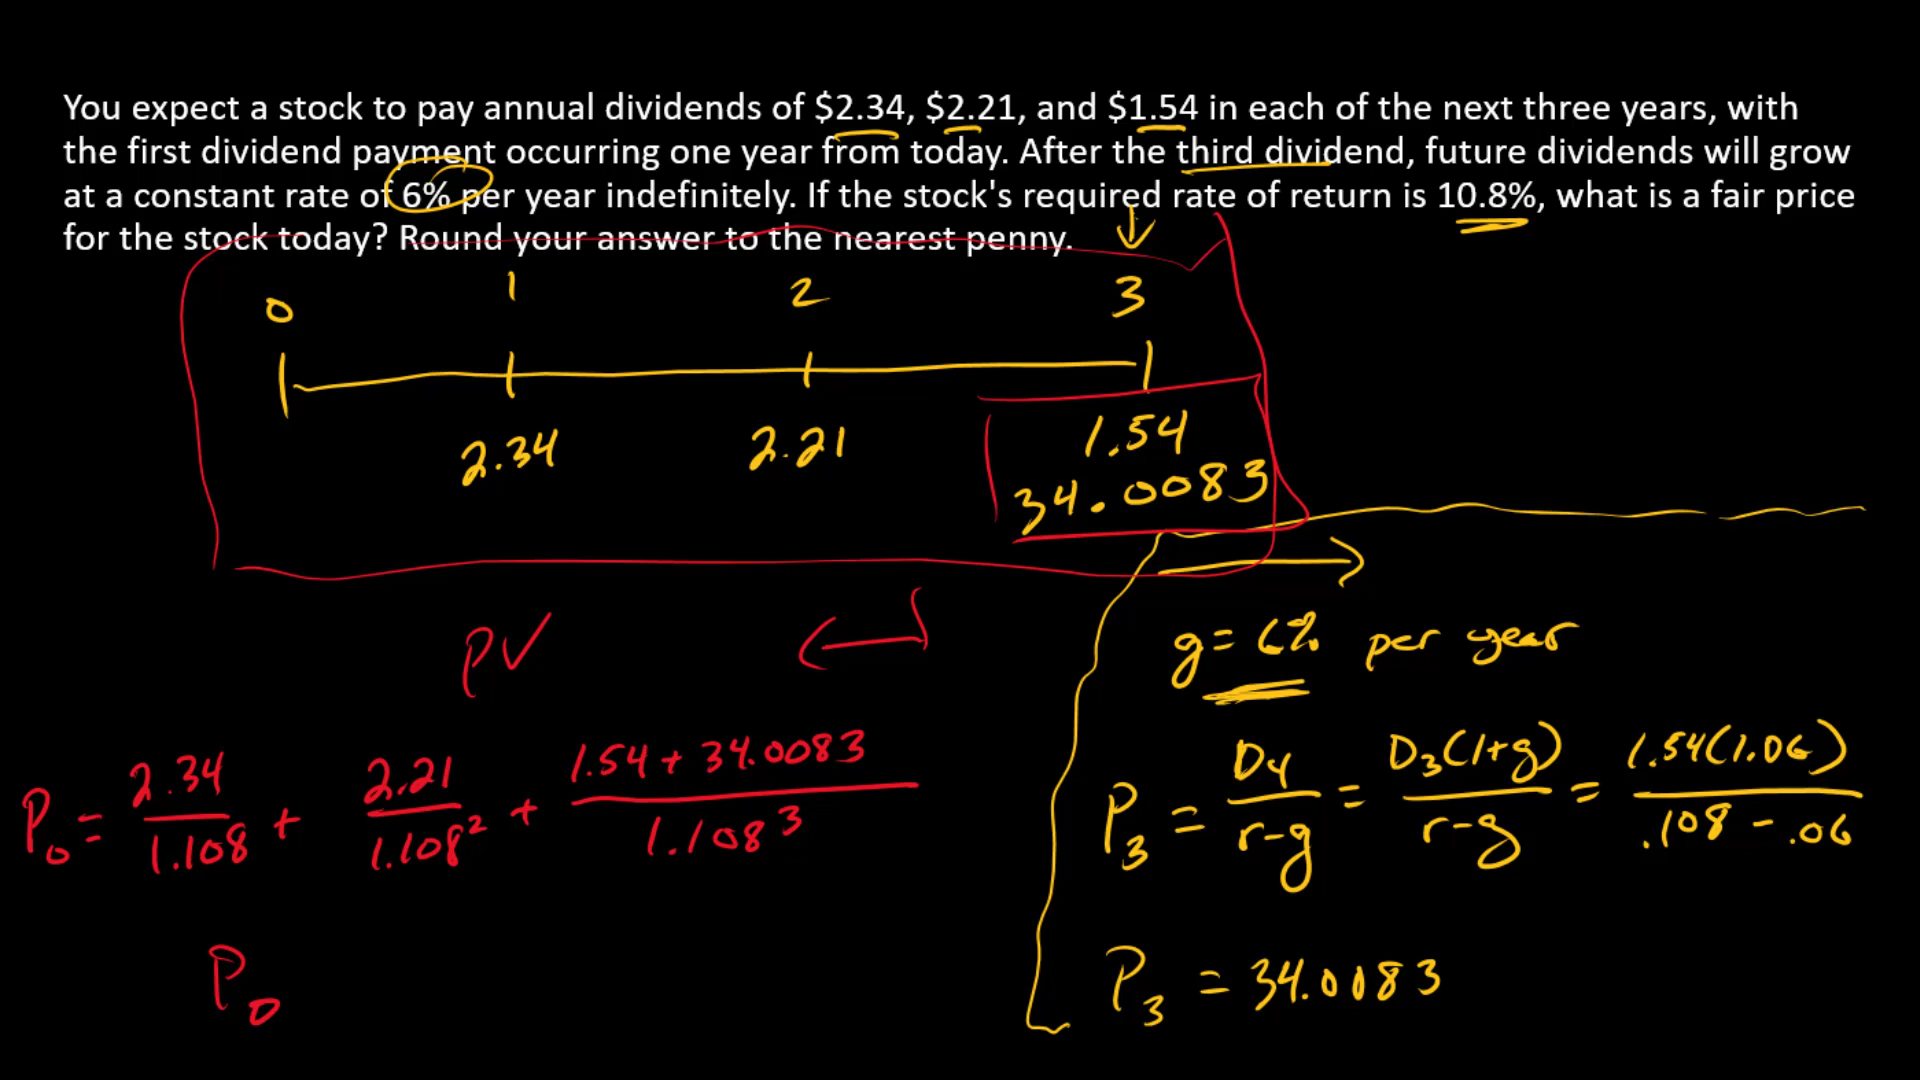 You expect a stock to pay annual dividends of $2.34, $2.21, and $1.54 in each of the next three years, with
the first dividend payment occurring one year from today. After the third dividend, future dividends will grow
at a constant rate of 6% per year indefinitely. If the stock's required rate of return is 10.8%, what is a fair price
for the stock today? Round your answer to the nearest penny.
0 1 2 3
2.34 2.21 1.54
34.0083
PV
g = 6% per year
P₀ = 2.34/1.108 + 2.21/1.108² + (1.54 + 34.0083)/1.108³
P₃ = D₄/(r-g) = D₃(1+g)/(r-g) = 1.54(1.06)/(.108 - .06)
P₀
P₃ = 34.0083